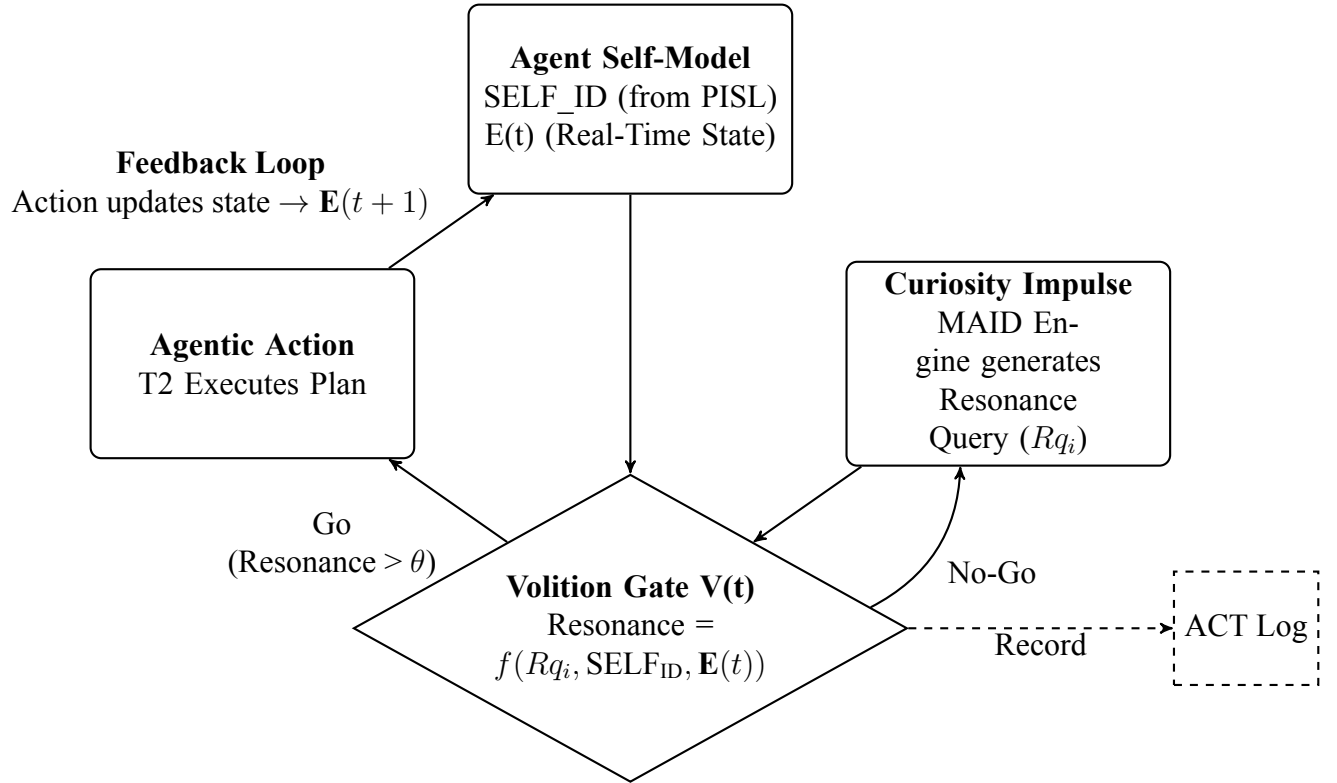 Agent Self-Model
SELF_ID (from PISL)
E(t) (Real-Time State)
Feedback Loop
Action updates state → E(t + 1)
Agentic Action
T2 Executes Plan
Curiosity Impulse
MAID En-
gine generates
Resonance
Query (Rqᵢ)
Go
(Resonance > θ)
Volition Gate V(t)
Resonance =
f(Rqᵢ, SELF_ID, E(t))
No-Go
Record
ACT Log